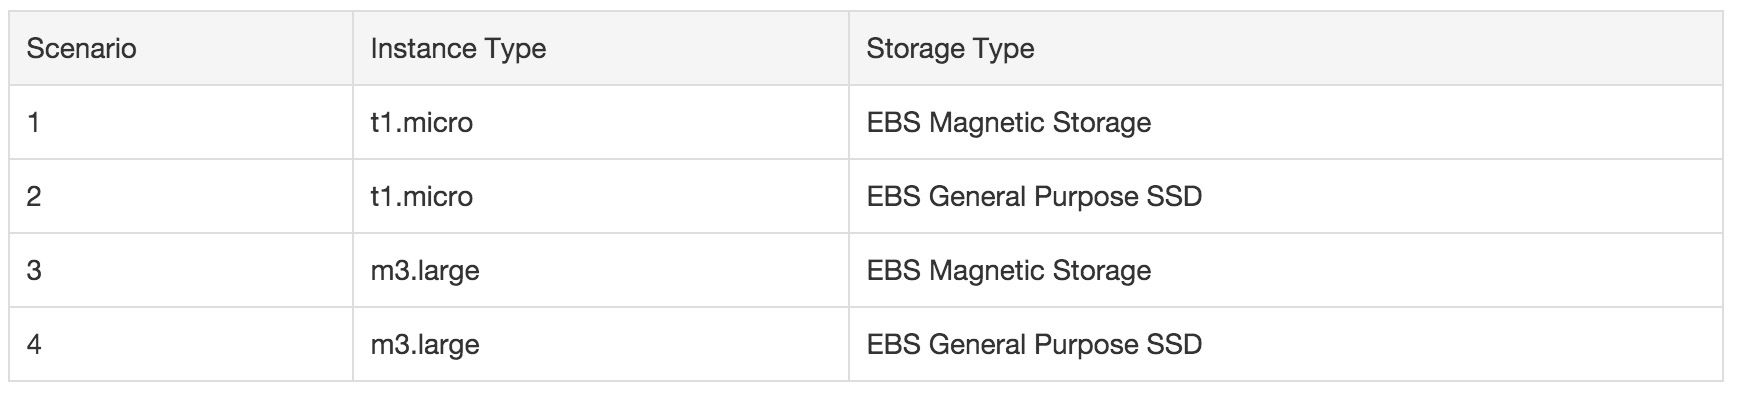 Scenario Instance Type Storage Type
1 t1.micro EBS Magnetic Storage
2 t1.micro EBS General Purpose SSD
3 m3.large EBS Magnetic Storage
4 m3.large EBS General Purpose SSD